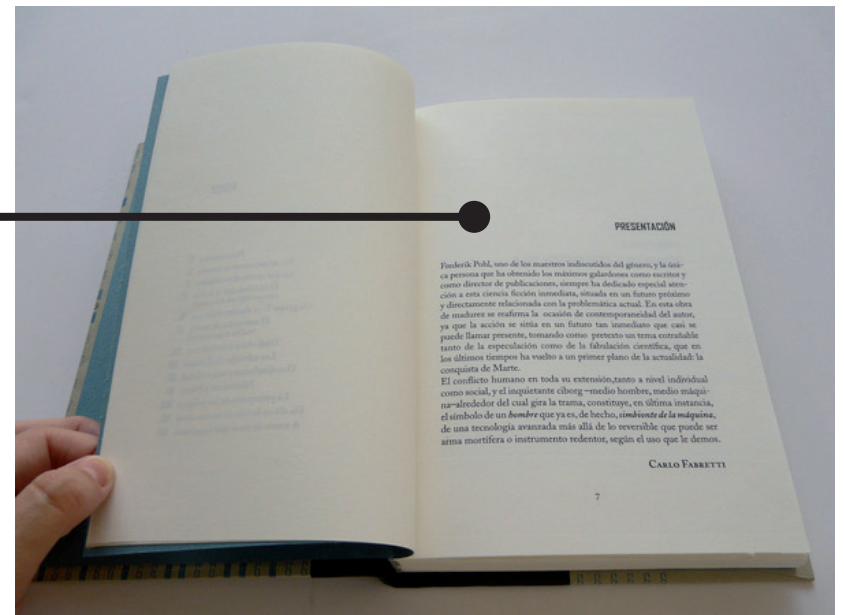 PRESENTACIÓN
Frederik Pohl, uno de los maestros indiscutidos del género, y la úni-
ca persona que ha obtenido los máximos galardones como escritor y
como director de publicaciones, siempre ha dedicado especial aten-
ción a esta ciencia ficción inmediata, situada en un futuro próximo
y directamente relacionada con la problemática actual. En esta obra
de madurez se reafirma la ocasión de contemporaneidad del autor,
ya que la acción se sitúa en un futuro tan inmediato que casi se
puede llamar presente, tomando como pretexto un tema entrañable
tanto de la especulación como de la fabulación científica, que en
los últimos tiempos ha vuelto a un primer plano de la actualidad: la
conquista de Marte.
El conflicto humano en toda su extensión,tanto a nivel individual
como social, y el inquietante ciborg —medio hombre, medio máqui-
na—alrededor del cual gira la trama, constituye, en última instancia,
el símbolo de un hombre que ya es, de hecho, simbionte de la máquina,
de una tecnología avanzada más allá de lo reversible que puede ser
arma mortífera o instrumento redentor, según el uso que le demos.
CARLO FABRETTI
7